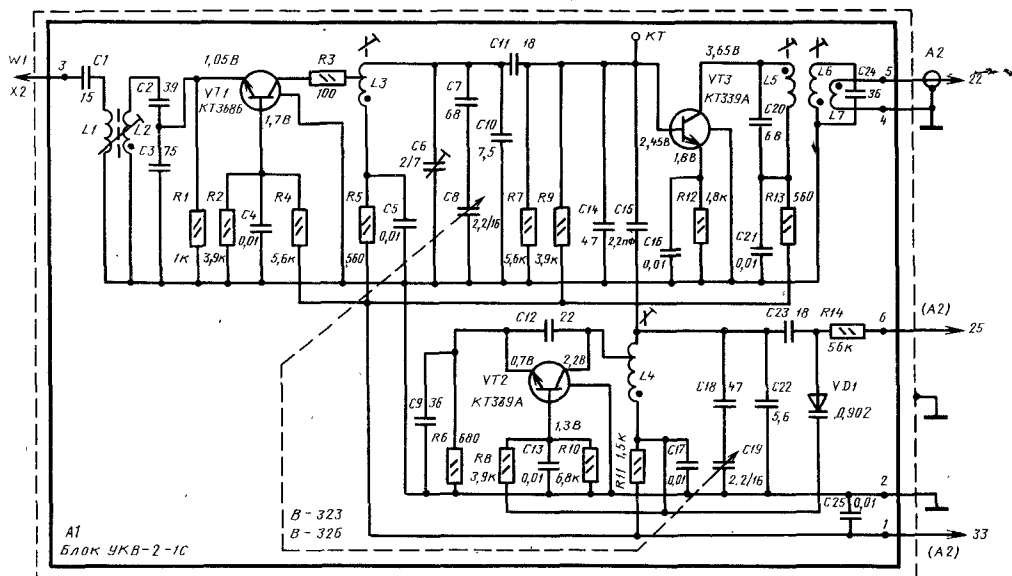 W1
3
X2
C1
15
L1
L2
C2
39
C3
75
1,05В
VT1
КТ368Б
1,7В
R3
100
L3
R1
1к
R2
3,9к
C4
0,01
R4
5,6к
R5
560
C5
0,01
C6
2/7
C7
68
C8
2,2/16
C10
7,5
C11 18
R7
5,6к
R9
3,9к
C14
47
C15
2,2пФ
КТ
3,65В
VT3
КТ339А
2,45В
1,8В
C16
0,01
R12
1,8к
C20
68
C21
0,01
R13
560
L5
L6
L7
C24
36
A2
5
22
4
C12 22
0,7В
2,2В
VT2
КТ339А
1,3В
C9 36
R6
680
R8
3,9к
C13
0,01
R10
6,8к
L4
R11 1,5к
C17
0,01
C18
47
C19
2,2/16
C22
5,6
C23 18
R14
56к
VD1
Д902
6
(A2)
25
2
C25 0,01
1
33
(A2)
В-323
В-326
A1
Блок УКВ-2-1С